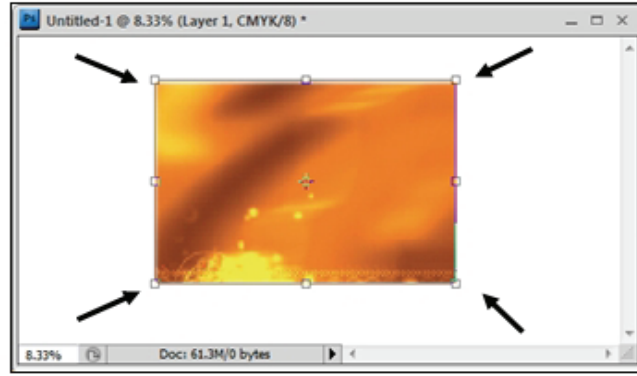 Ps Untitled-1 @ 8.33% (Layer 1, CMYK/8) *
8.33% Doc: 61.3M/0 bytes